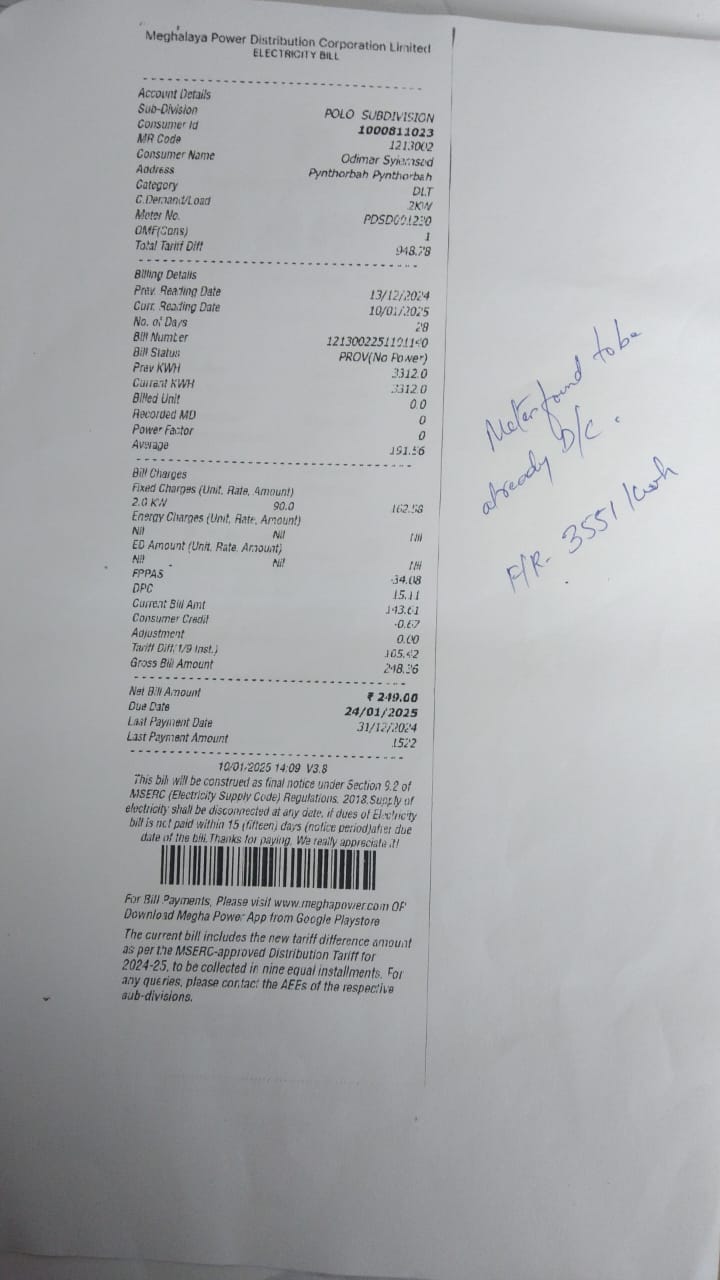 Meghalaya Power Distribution Corporation Limited
ELECTRICITY BILL
Account Details
Sub-Division POLO SUBDIVISION
Consumer Id 1000811023
MR Code 1213002
Consumer Name Odimar
Address Pynthorbah Pynthorbah
Category DLT
C.Demand/Load 2KW
Meter No.
OMF(Cons) 1
Total Tariff Diff 948.78
Billing Details
Prev. Reading Date 13/12/2024
Curr. Reading Date 10/01/2025
No. of Days 28
Bill Number
Bill Status PROV(No Power)
Prev KWH 3312.0
Current KWH 3312.0
Billed Unit 0.0
Recorded MD 0
Power Factor 0
Average 191.56
Bill Charges
Fixed Charges (Unit, Rate, Amount)
2.0 KW 90.0 162.58
Energy Charges (Unit, Rate, Amount)
Nil Nil Nil
ED Amount (Unit, Rate, Amount)
Nil Nil Nil
FPPAS -34.08
DPC 15.11
Current Bill Amt 143.61
Consumer Credit -0.67
Adjustment 0.00
Tariff Diff(1/9 Inst.) 105.42
Gross Bill Amount 248.36
Net Bill Amount ₹ 249.00
Due Date 24/01/2025
Last Payment Date 31/12/2024
Last Payment Amount 1522
10/01/2025 14:09 V3.8
This bill will be construed as final notice under Section 9.2 of
MSERC (Electricity Supply Code) Regulations, 2018.Supply of
electricity shall be disconnected at any date, if dues of Electricity
bill is not paid within 15 (fifteen) days (notice period)after due
date of the bill.Thanks for paying. We really appreciate it!
For Bill Payments, Please visit www.meghapower.com OR
Download Megha Power App from Google Playstore
The current bill includes the new tariff difference amount
as per the MSERC-approved Distribution Tariff for
2024-25, to be collected in nine equal installments. For
any queries, please contact the AEEs of the respective
sub-divisions.
Meter found to be
already D/C.
F/R- 3551/kwh